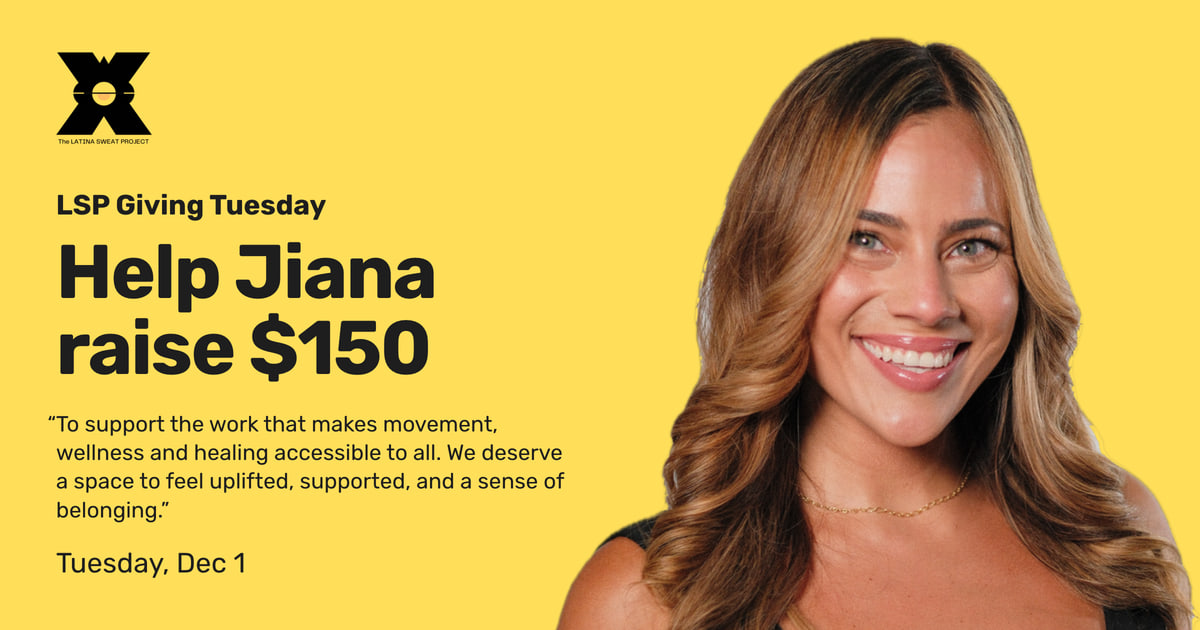 The LATINA SWEAT PROJECT
LSP Giving Tuesday
Help Jiana
raise $150
“To support the work that makes movement,
wellness and healing accessible to all. We deserve
a space to feel uplifted, supported, and a sense of
belonging.”
Tuesday, Dec 1